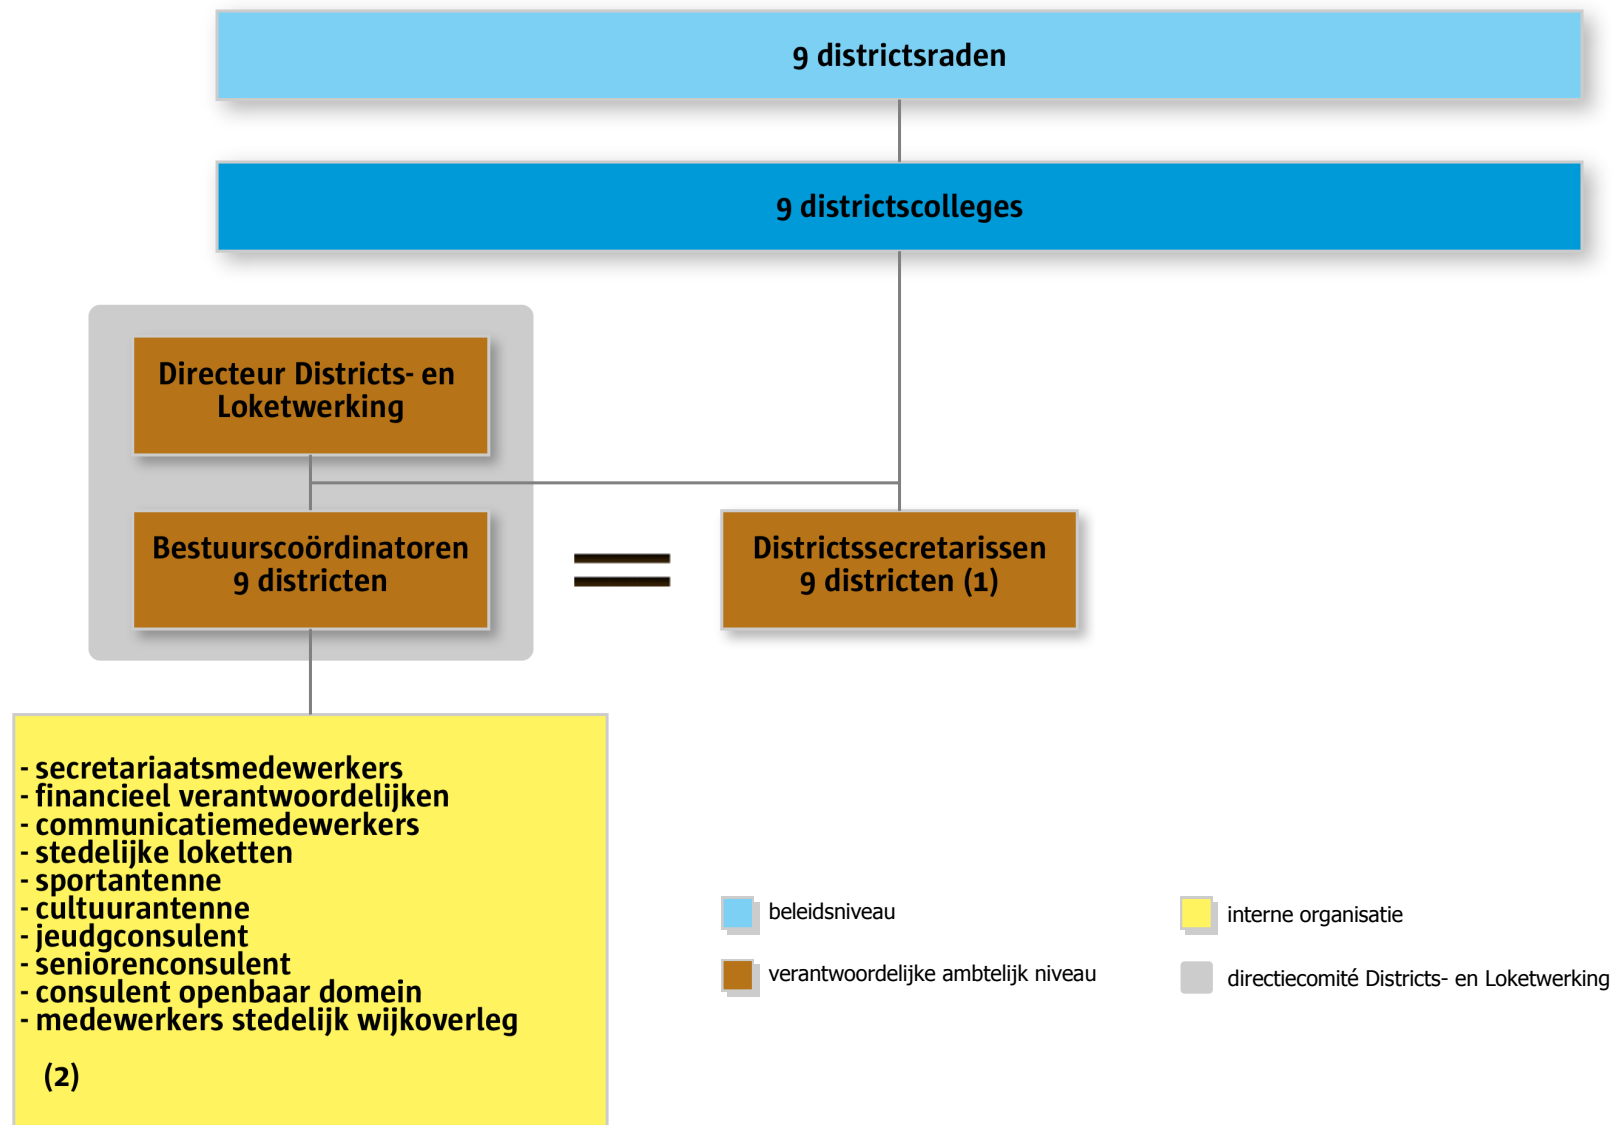 9 districtsraden
9 districtscolleges
Directeur Districts- en
Loketwerking
Bestuurscoördinatoren
9 districten
=
Districtssecretarissen
9 districten (1)
- secretariaatsmedewerkers
- financieel verantwoordelijken
- communicatiemedewerkers
- stedelijke loketten
- sportantenne
- cultuurantenne
- jeudgconsulent
- seniorenconsulent
- consulent openbaar domein
- medewerkers stedelijk wijkoverleg
(2)
beleidsniveau
verantwoordelijke ambtelijk niveau
interne organisatie
directiecomité Districts- en Loketwerking